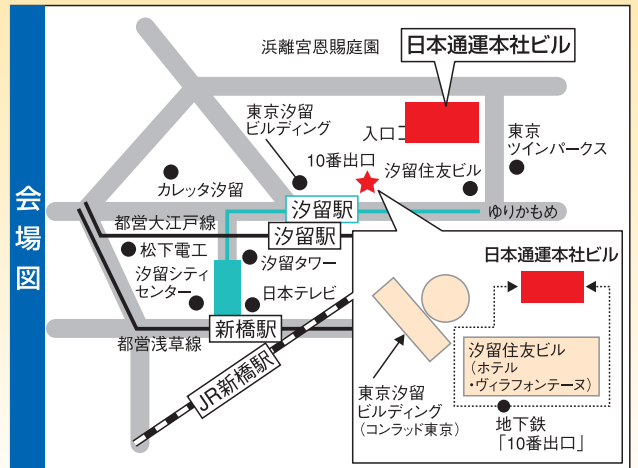 会場図
浜離宮恩賜庭園
日本通運本社ビル
東京汐留
ビルディング
入口
東京
ツインパークス
10番出口
汐留住友ビル
カレッタ汐留
汐留駅
ゆりかもめ
都営大江戸線
汐留駅
松下電工
汐留タワー
汐留シティ
センター
日本テレビ
新橋駅
都営浅草線
JR新橋駅
日本通運本社ビル
汐留住友ビル
(ホテル
・ヴィラフォンテーヌ)
東京汐留
ビルディング
(コンラッド東京)
地下鉄
「10番出口」